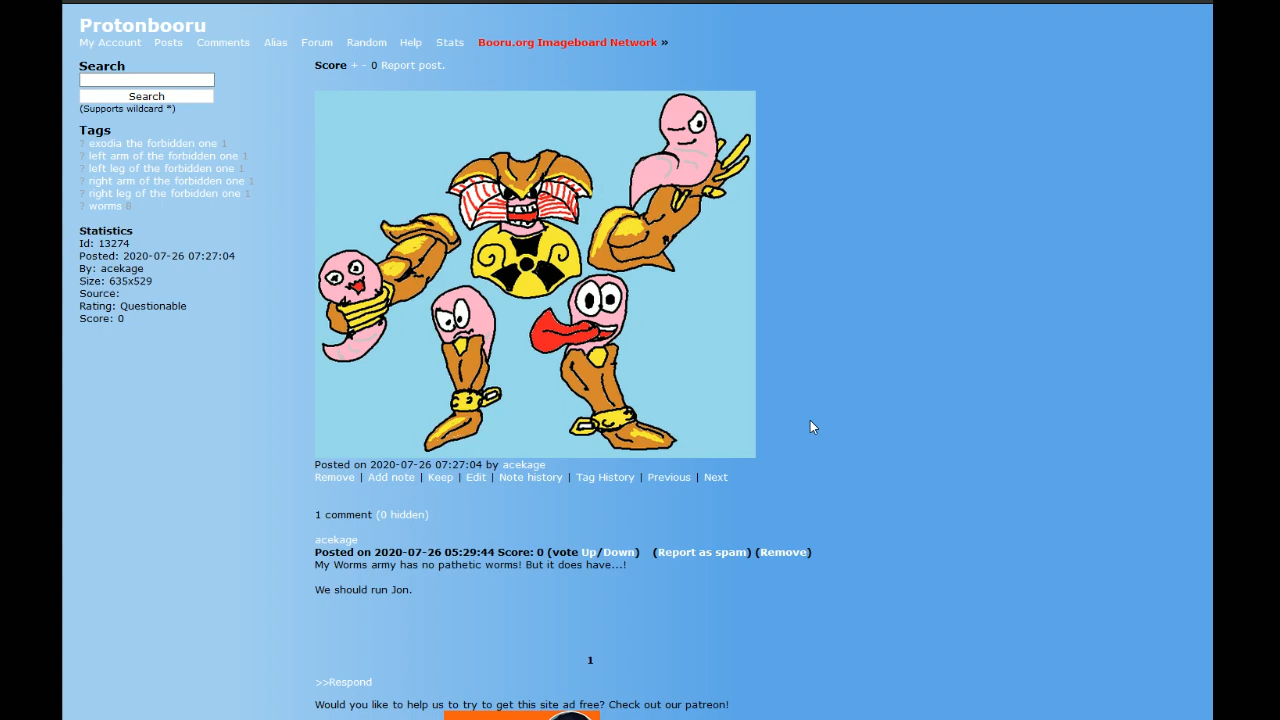 Protonbooru
My Account Posts Comments Alias Forum Random Help Stats Booru.org Imageboard Network »
Search
Search
(Supports wildcard *)
Tags
? exodia the forbidden one 1
? left arm of the forbidden one 1
? left leg of the forbidden one 1
? right arm of the forbidden one 1
? right leg of the forbidden one 1
? worms 8
Statistics
Id: 13274
Posted: 2020-07-26 07:27:04
By: acekage
Size: 635x529
Source:
Rating: Questionable
Score: 0
Score + - 0 Report post.
Posted on 2020-07-26 07:27:04 by acekage
Remove | Add note | Keep | Edit | Note history | Tag History | Previous | Next
1 comment (0 hidden)
acekage
Posted on 2020-07-26 05:29:44 Score: 0 (vote Up/Down) (Report as spam) (Remove)
My Worms army has no pathetic worms! But it does have...!
We should run Jon.
1
>>Respond
Would you like to help us to try to get this site ad free? Check out our patreon!